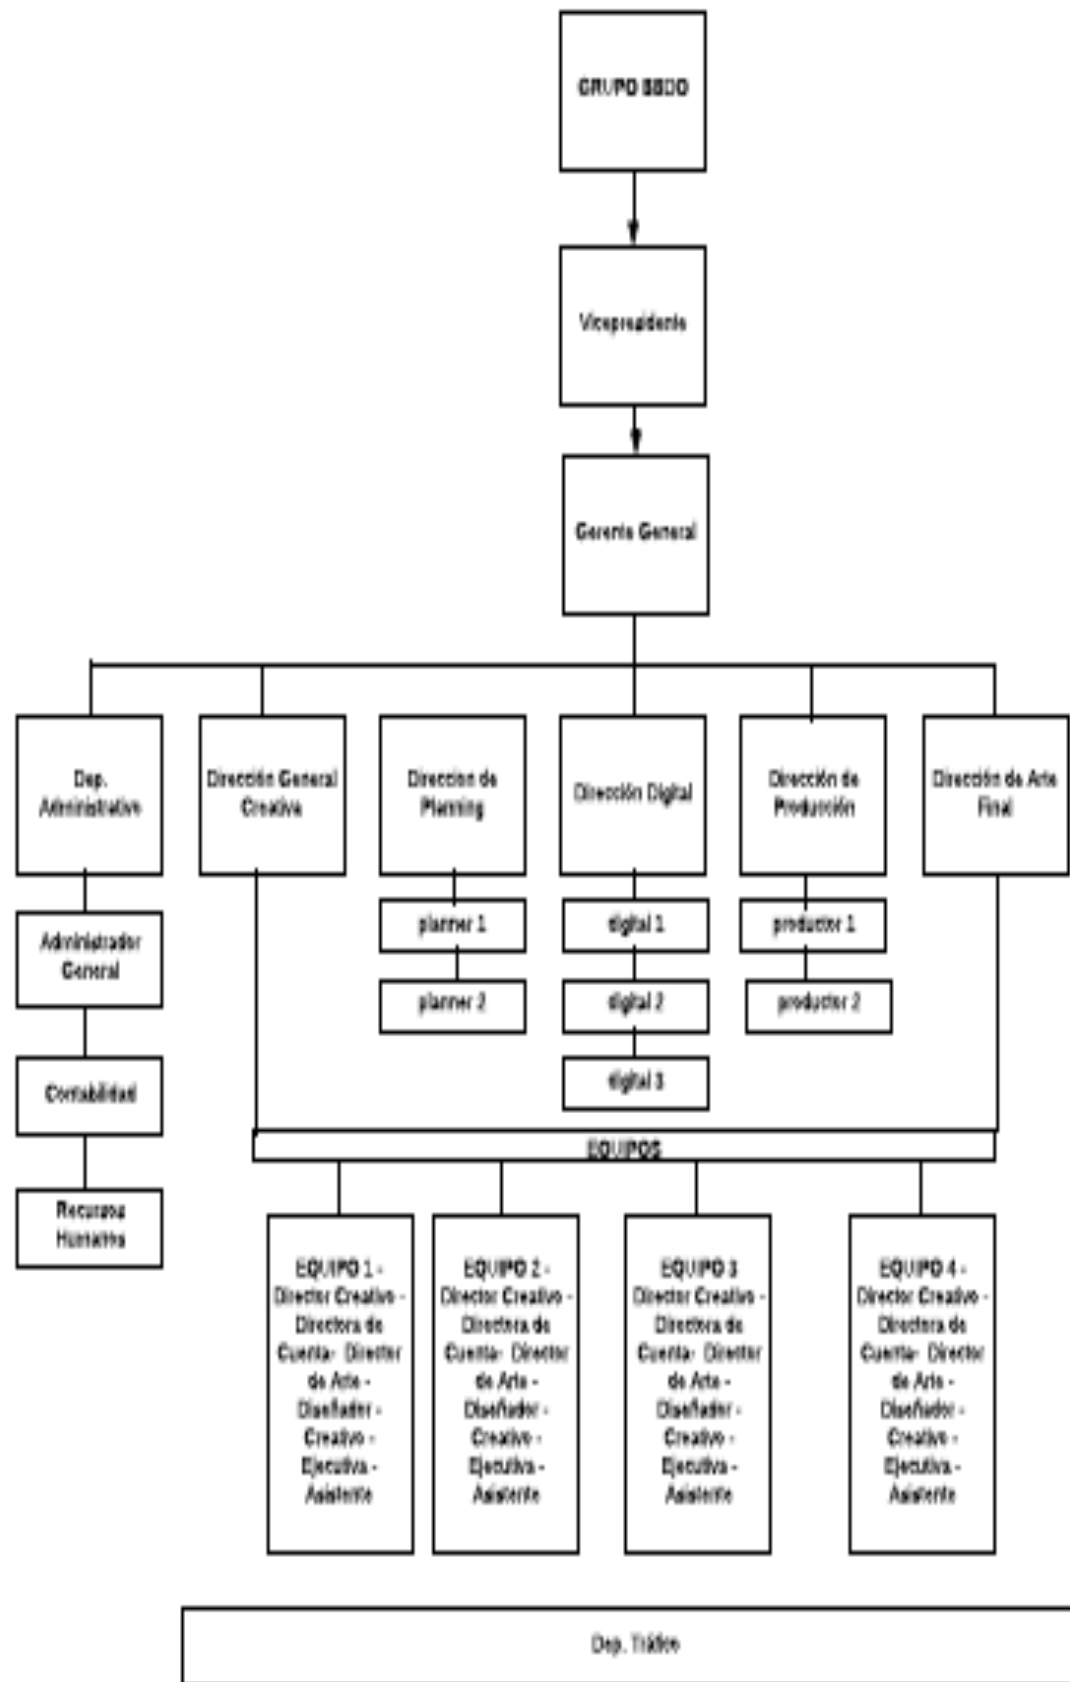 GRUPO BBDO
Vicepresidente
Gerente General
Dep.
Administrativo
Dirección General
Creativa
Direccion de
Planning
Dirección Digital
Dirección de
Producción
Dirección de Arte
Final
Administrador
General
Contabilidad
Recursos
Humanos
planner 1
planner 2
digital 1
digital 2
digital 3
productor 1
productor 2
EQUIPOS
EQUIPO 1 -
Director Creativo -
Directora de
Cuenta- Director
de Arte -
Diseñador -
Creativo -
Ejecutiva -
Asistente
EQUIPO 2 -
Director Creativo -
Directora de
Cuenta- Director
de Arte -
Diseñador -
Creativo -
Ejecutiva -
Asistente
EQUIPO 3
Director Creativo -
Directora de
Cuenta- Director
de Arte -
Diseñador -
Creativo -
Ejecutiva -
Asistente
EQUIPO 4 -
Director Creativo -
Directora de
Cuenta- Director
de Arte -
Diseñador -
Creativo -
Ejecutiva -
Asistente
Dep. Tráfico